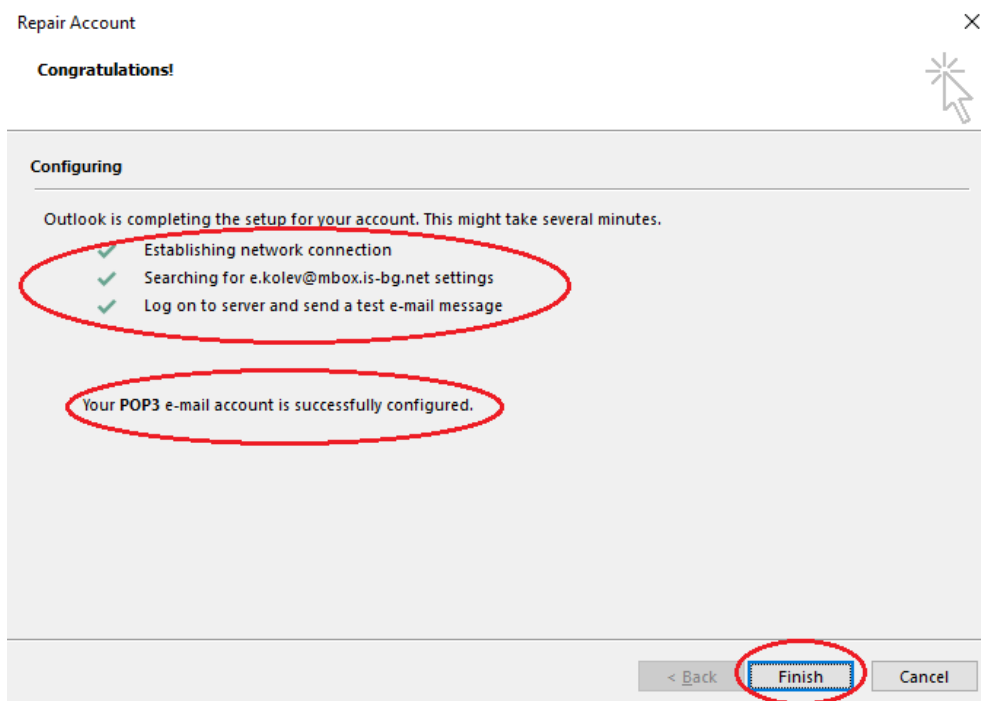 Repair Account
Congratulations!
Configuring
Outlook is completing the setup for your account. This might take several minutes.
Establishing network connection
Searching for e.kolev@mbox.is-bg.net settings
Log on to server and send a test e-mail message
Your POP3 e-mail account is successfully configured.
< Back Finish Cancel